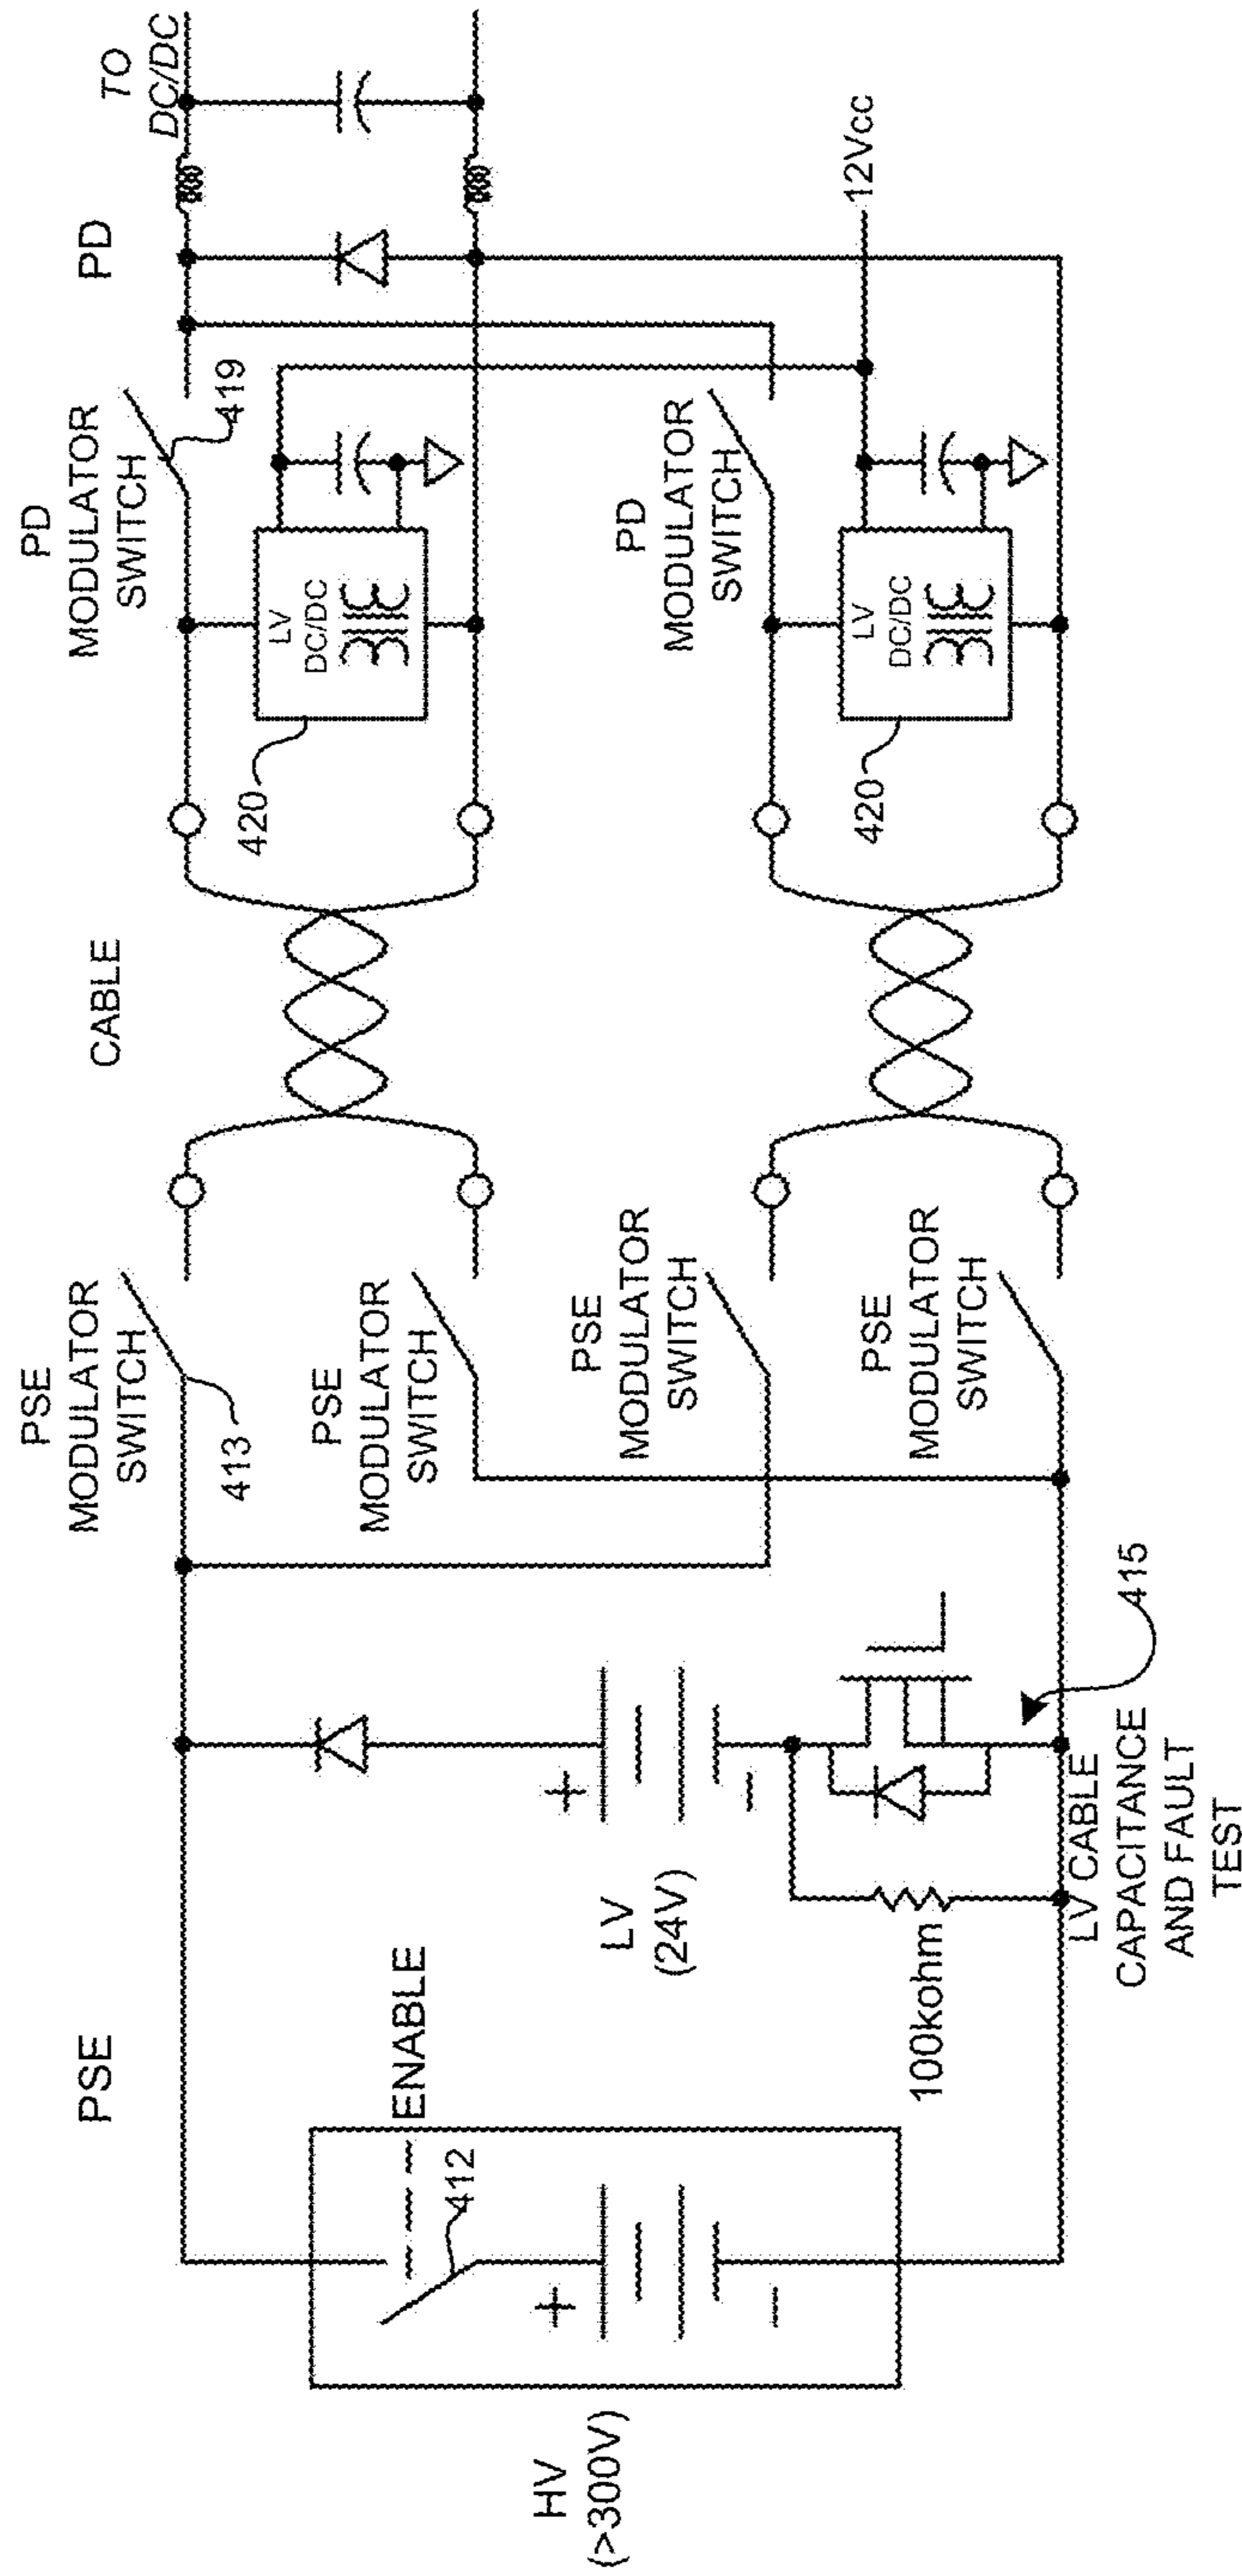 PSE
CABLE
PD
TO
DC/DC
HV
(>300V)
ENABLE
412
+
−
LV
(24V)
+
−
100kohm
LV CABLE
CAPACITANCE
AND FAULT
TEST
415
PSE
MODULATOR
SWITCH
413
PSE
MODULATOR
SWITCH
PSE
MODULATOR
SWITCH
PSE
MODULATOR
SWITCH
PD
MODULATOR
SWITCH
419
LV
DC/DC
420
PD
MODULATOR
SWITCH
LV
DC/DC
420
12Vcc